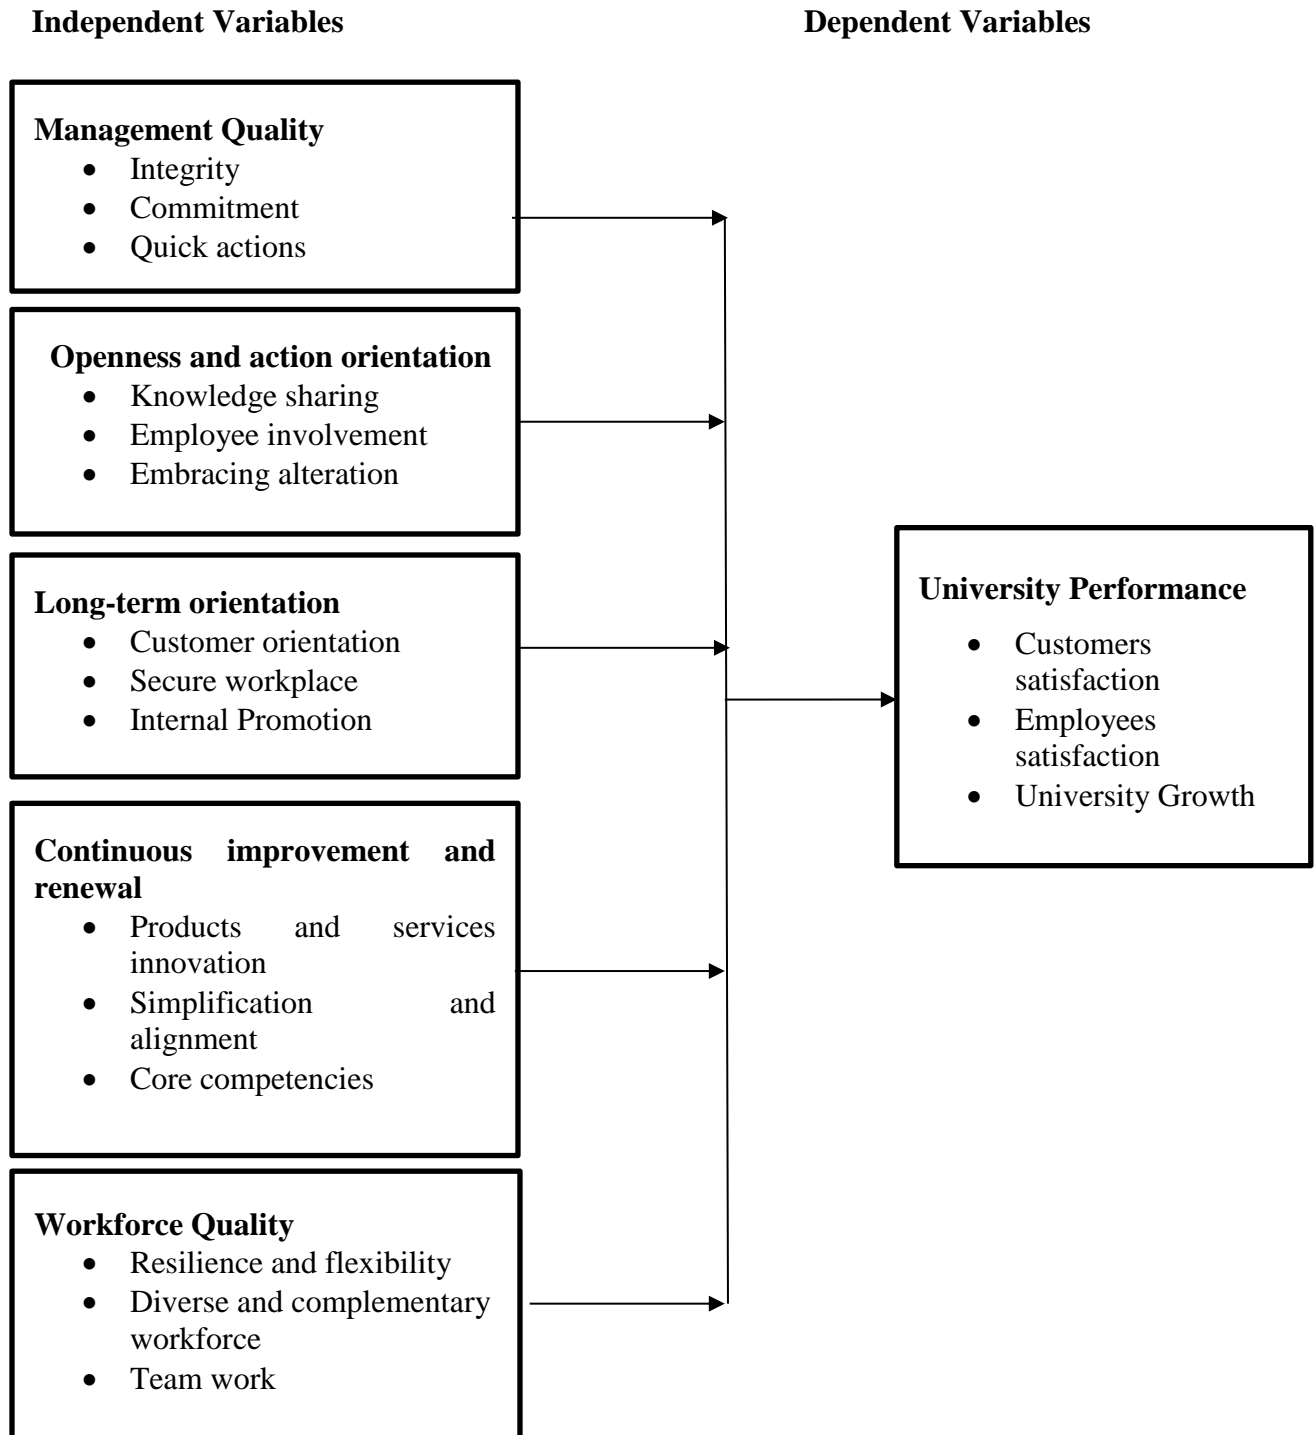 Independent Variables
Dependent Variables
Management Quality
• Integrity
• Commitment
• Quick actions
Openness and action orientation
• Knowledge sharing
• Employee involvement
• Embracing alteration
Long-term orientation
• Customer orientation
• Secure workplace
• Internal Promotion
Continuous improvement and
renewal
• Products and services
innovation
• Simplification and
alignment
• Core competencies
Workforce Quality
• Resilience and flexibility
• Diverse and complementary
workforce
• Team work
University Performance
• Customers
satisfaction
• Employees
satisfaction
• University Growth